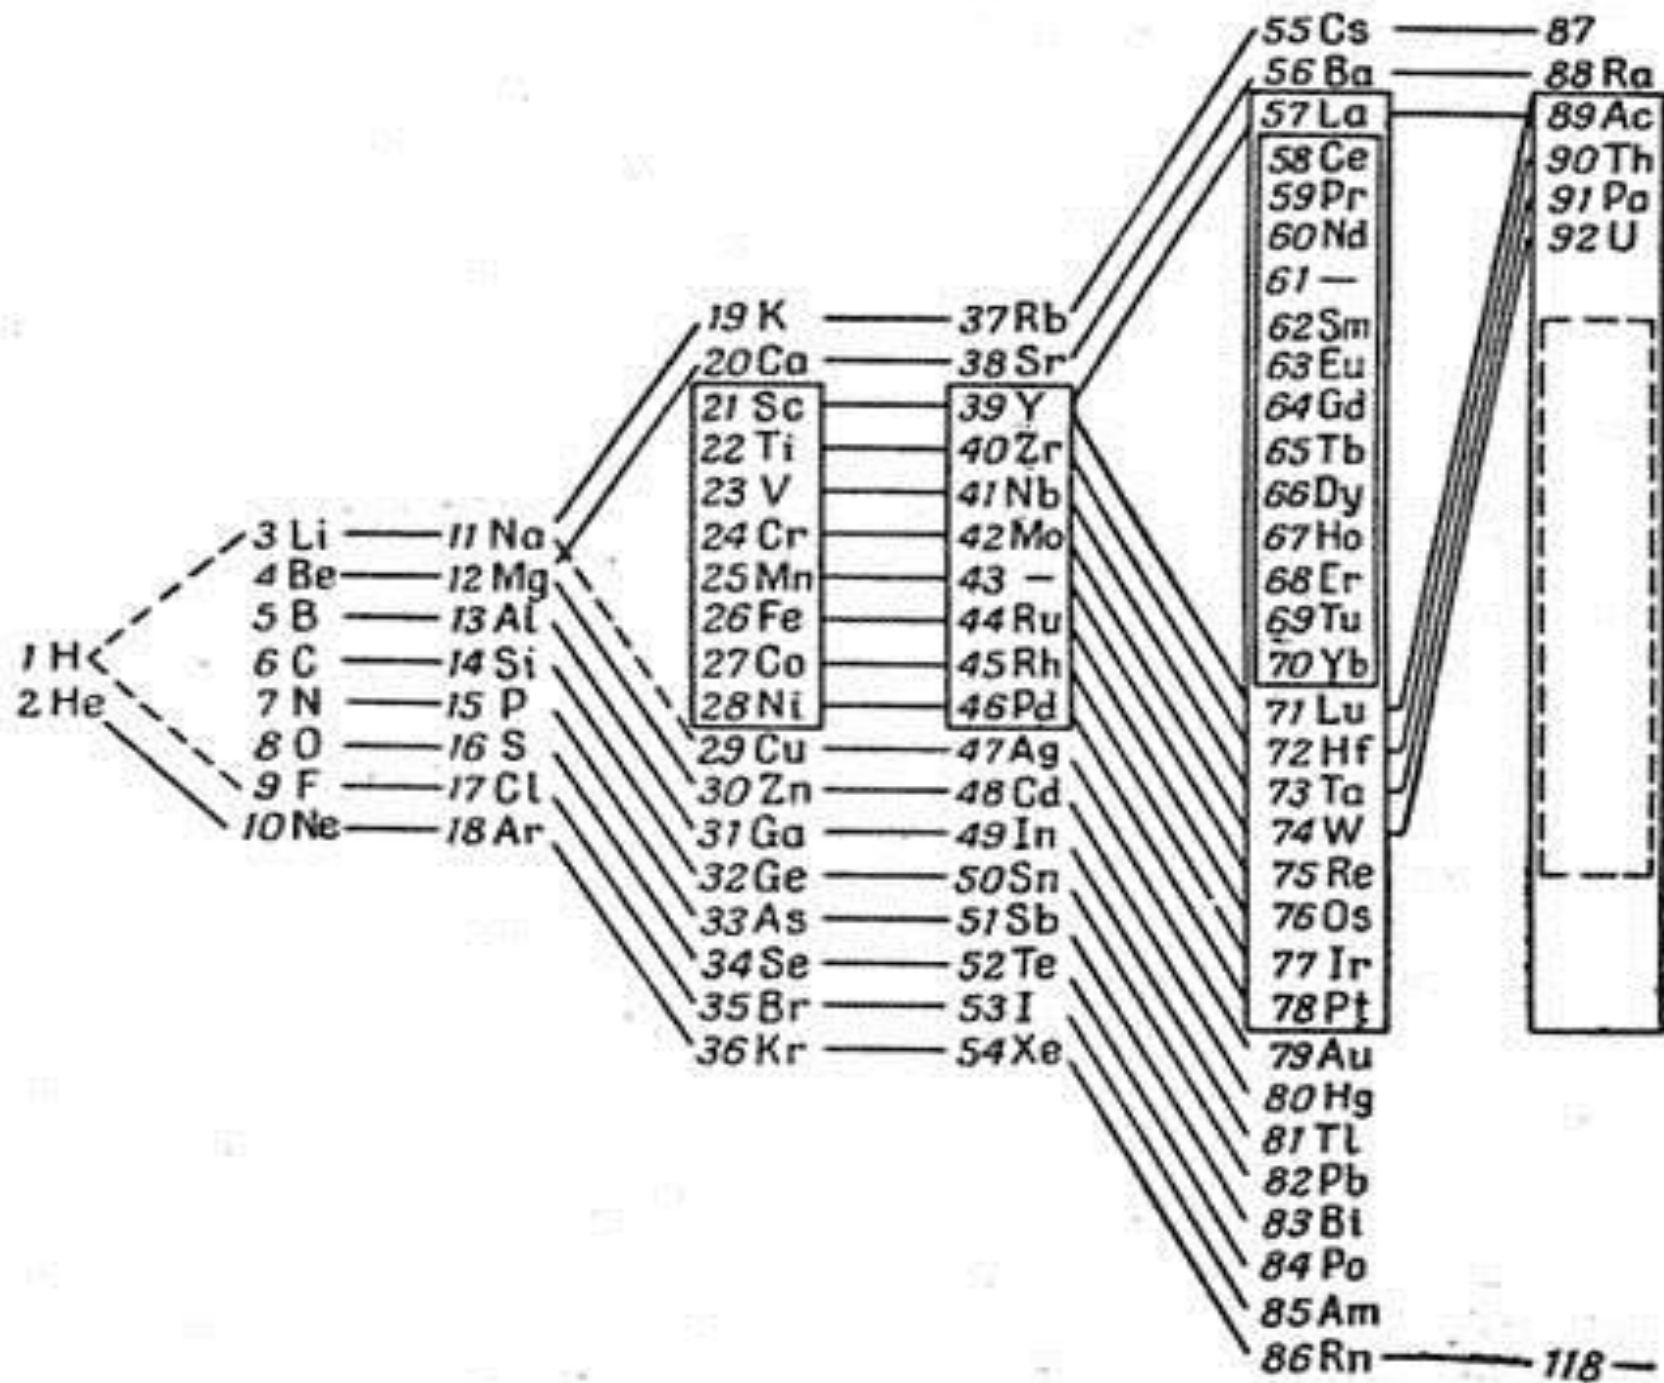 1 H
2 He
3 Li
4 Be
5 B
6 C
7 N
8 O
9 F
10 Ne
11 Na
12 Mg
13 Al
14 Si
15 P
16 S
17 Cl
18 Ar
19 K
20 Ca
21 Sc
22 Ti
23 V
24 Cr
25 Mn
26 Fe
27 Co
28 Ni
29 Cu
30 Zn
31 Ga
32 Ge
33 As
34 Se
35 Br
36 Kr
37 Rb
38 Sr
39 Y
40 Zr
41 Nb
42 Mo
43 —
44 Ru
45 Rh
46 Pd
47 Ag
48 Cd
49 In
50 Sn
51 Sb
52 Te
53 I
54 Xe
55 Cs
56 Ba
57 La
58 Ce
59 Pr
60 Nd
61 —
62 Sm
63 Eu
64 Gd
65 Tb
66 Dy
67 Ho
68 Er
69 Tu
70 Yb
71 Lu
72 Hf
73 Ta
74 W
75 Re
76 Os
77 Ir
78 Pt
79 Au
80 Hg
81 Tl
82 Pb
83 Bi
84 Po
85 Am
86 Rn
87
88 Ra
89 Ac
90 Th
91 Pa
92 U
118 —